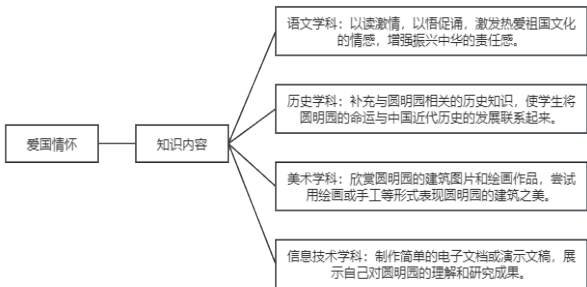 爱国情怀
知识内容
语文学科：以读激情，以悟促诵，激发热爱祖国文化
的情感，增强振兴中华的责任感。
历史学科：补充与圆明园相关的历史知识，使学生将
圆明园的命运与中国近代历史的发展联系起来。
美术学科：欣赏圆明园的建筑图片和绘画作品，尝试
用绘画或手工等形式表现圆明园的建筑之美。
信息技术学科：制作简单的电子文档或演示文稿，展
示自己对圆明园的理解和研究成果。